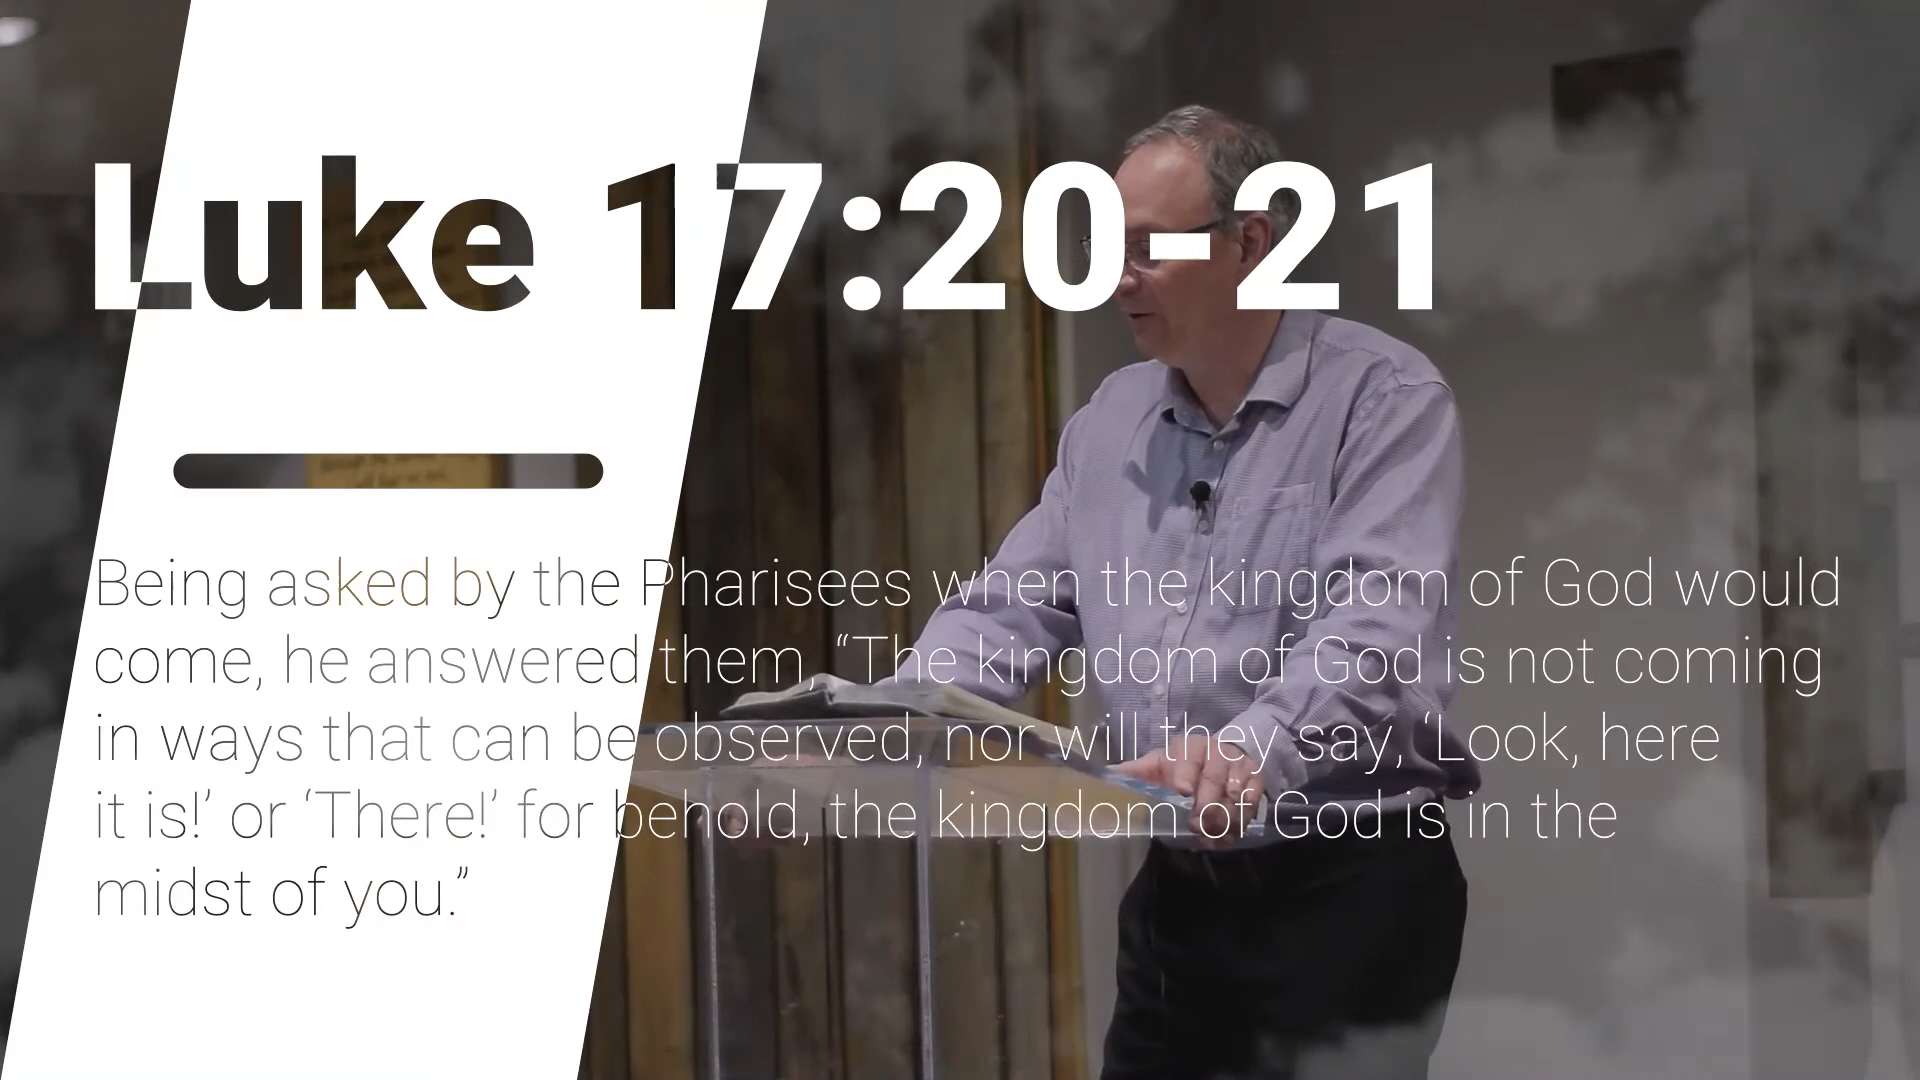 Luke 17:20-21
Being asked by the Pharisees when the kingdom of God would
come, he answered them, “The kingdom of God is not coming
in ways that can be observed, nor will they say, ‘Look, here
it is!’ or ‘There!’ for behold, the kingdom of God is in the
midst of you.”